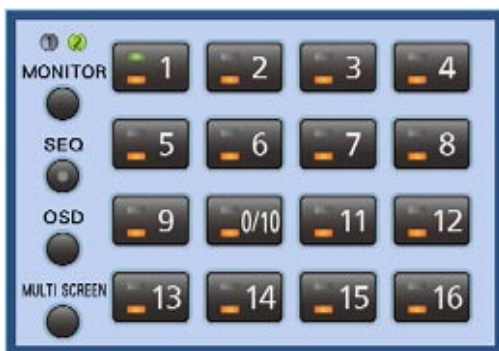 1 2
MONITOR
1 2 3 4
SEQ
5 6 7 8
OSD
9 0/10 11 12
MULTI SCREEN
13 14 15 16